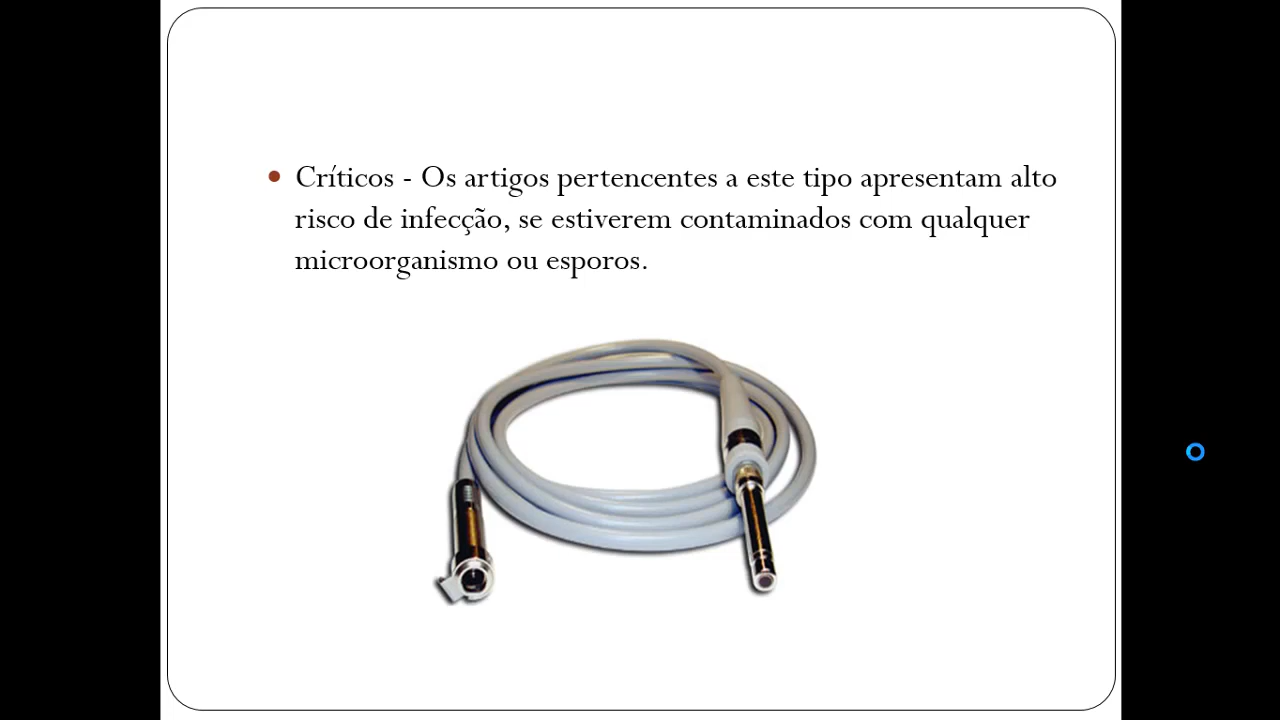 Críticos - Os artigos pertencentes a este tipo apresentam alto
risco de infecção, se estiverem contaminados com qualquer
microorganismo ou esporos.